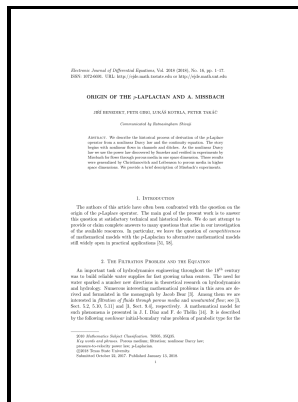 Electronic Journal of Differential Equations, Vol. 2018 (2018), No. 16, pp. 1–17.
ISSN: 1072-6691. URL: http://ejde.math.txstate.edu or http://ejde.math.unt.edu
ORIGIN OF THE p-LAPLACIAN AND A. MISSBACH
JIŘÍ BENEDIKT, PETR GIRG, LUKÁŠ KOTRLA, PETER TAKÁČ
Communicated by Ratnasingham Shivaji
Abstract. We describe the historical process of derivation of the p-Laplace
operator from a nonlinear Darcy law and the continuity equation. The story
begins with nonlinear flows in channels and ditches. As the nonlinear Darcy
law we use the power law discovered by Smreker and verified in experiments by
Missbach for flows through porous media in one space dimension. These results
were generalized by Christianovitch and Leibenson to porous media in higher
space dimensions. We provide a brief description of Missbach's experiments.
1. Introduction
The authors of this article have often been confronted with the question on the
origin of the p-Laplace operator. The main goal of the present work is to answer
this question at satisfactory technical and historical levels. We do not attempt to
provide or claim complete answers to many questions that arise in our investigation
of the available resources. In particular, we leave the question of competitiveness
of mathematical models with the p-Laplacian to alternative mathematical models
still widely open in practical applications [51, 58].
2. The Filtration Problem and the Equation
An important task of hydrodynamics engineering throughout the 19th century
was to build reliable water supplies for fast growing urban centers. The need for
water sparked a number new directions in theoretical research on hydrodynamics
and hydrology. Numerous interesting mathematical problems in this area are de-
rived and formulated in the monograph by Jacob Bear [3]. Among them we are
interested in filtration of fluids through porous media and unsaturated flow; see [3,
Sect. 5.2, 5.10, 5.11] and [3, Sect. 9.4], respectively. A mathematical model for
such phenomena is presented in J. I. Díaz and F. de Thélin [14]. It is described
by the following nonlinear initial-boundary value problem of parabolic type for the
2010 Mathematics Subject Classification. 76S05, 35Q35.
Key words and phrases. Porous medium; filtration; nonlinear Darcy law;
pressure-to-velocity power law; p-Laplacian.
©2018 Texas State University.
Submitted October 22, 2017. Published January 13, 2018.
1